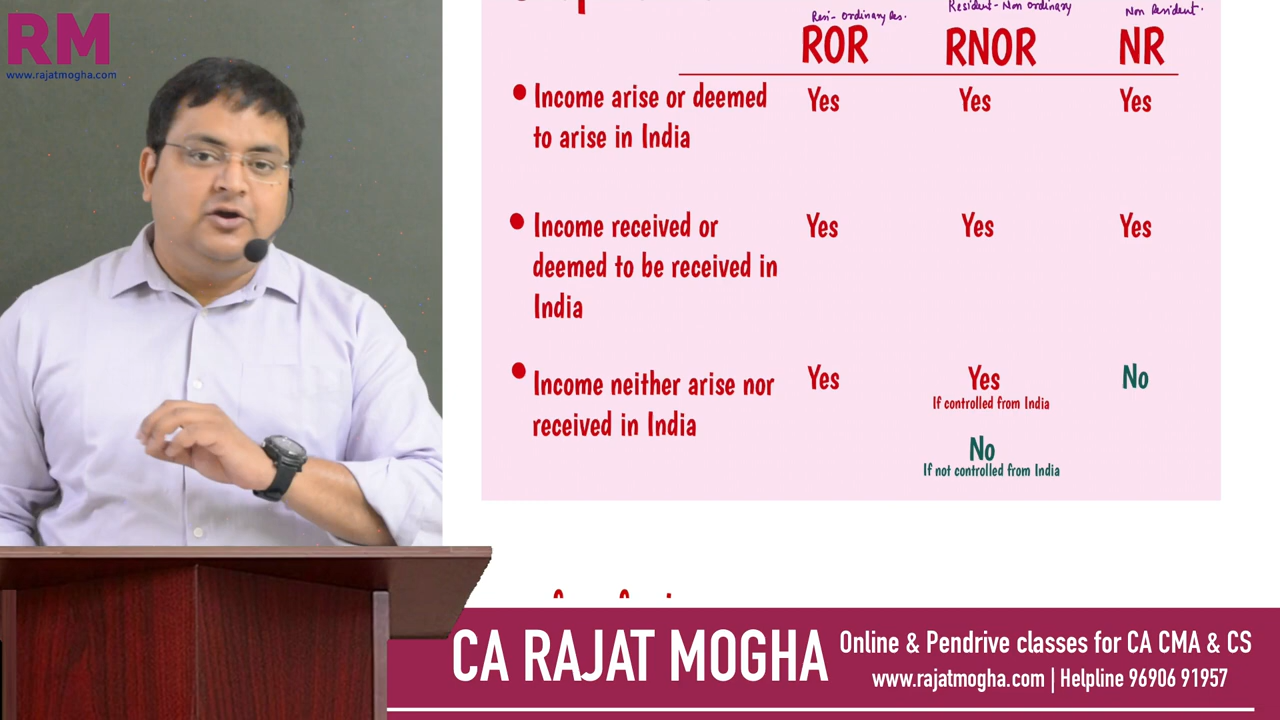 RM
www.rajatmogha.com
Resi- Ordinary Res.
Resident- Non Ordinary
Non Resident.
ROR RNOR NR
• Income arise or deemed
to arise in India
Yes Yes Yes
• Income received or
deemed to be received in
India
Yes Yes Yes
• Income neither arise nor
received in India
Yes Yes No
If controlled from India
No
If not controlled from India
CA RAJAT MOGHA
Online & Pendrive classes for CA CMA & CS
www.rajatmogha.com | Helpline 96906 91957